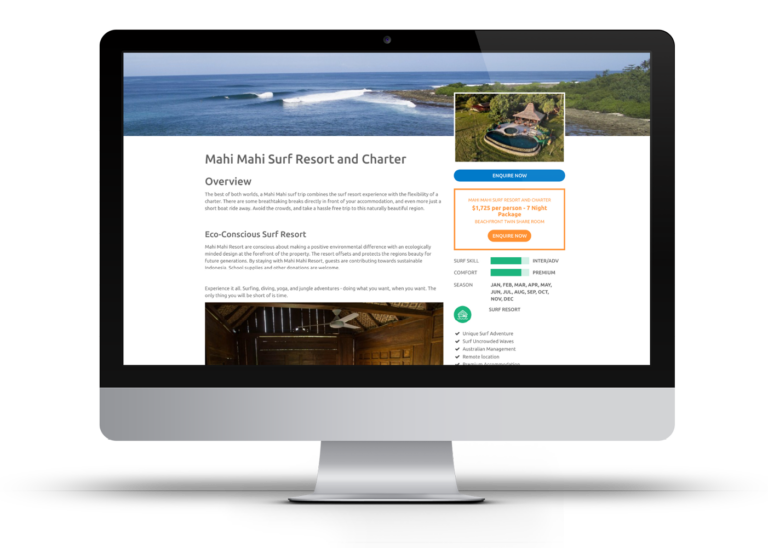 Mahi Mahi Surf Resort and Charter
Overview
The best of both worlds, a Mahi Mahi surf trip combines the surf resort experience with the flexibility of a
charter. There are some breathtaking breaks directly in front of your accommodation, and even more just a
short boat ride away. Avoid the crowds, and take a hassle free trip to this naturally beautiful region.
Eco-Conscious Surf Resort
Mahi Mahi Resort are conscious about making a positive environmental difference with an ecologically
minded design at the forefront of the property. The resort offsets and protects the regions beauty for
future generations. By staying with Mahi Mahi Resort, guests are contributing towards sustainable
Indonesia. School supplies and other donations are welcome.
Experience it all. Surfing, diving, yoga, and jungle adventures - doing what you want, when you want. The
only thing you will be short of is time.
ENQUIRE NOW
MAHI MAHI SURF RESORT AND CHARTER
$1,725 per person - 7 Night
Package
BEACHFRONT TWIN SHARE ROOM
ENQUIRE NOW
SURF SKILL INTER/ADV
COMFORT PREMIUM
SEASON JAN, FEB, MAR, APR, MAY,
JUN, JUL, AUG, SEP, OCT,
NOV, DEC
SURF RESORT
Unique Surf Adventure
Surf Uncrowded Waves
Australian Management
Remote location
Premium Accommodation